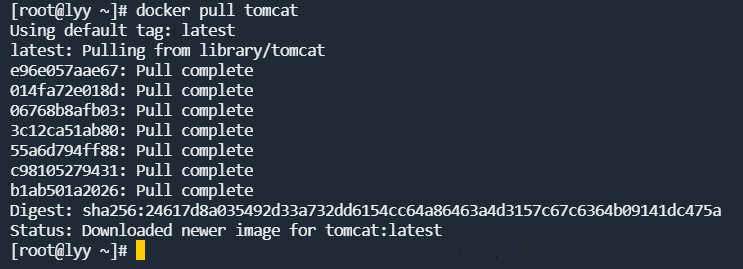 [root@lyy ~]# docker pull tomcat
Using default tag: latest
latest: Pulling from library/tomcat
e96e057aae67: Pull complete
014fa72e018d: Pull complete
06768b8afb03: Pull complete
3c12ca51ab80: Pull complete
55a6d794ff88: Pull complete
c98105279431: Pull complete
b1ab501a2026: Pull complete
Digest: sha256:24617d8a035492d33a732dd6154cc64a86463a4d3157c67c6364b09141dc475a
Status: Downloaded newer image for tomcat:latest
[root@lyy ~]#